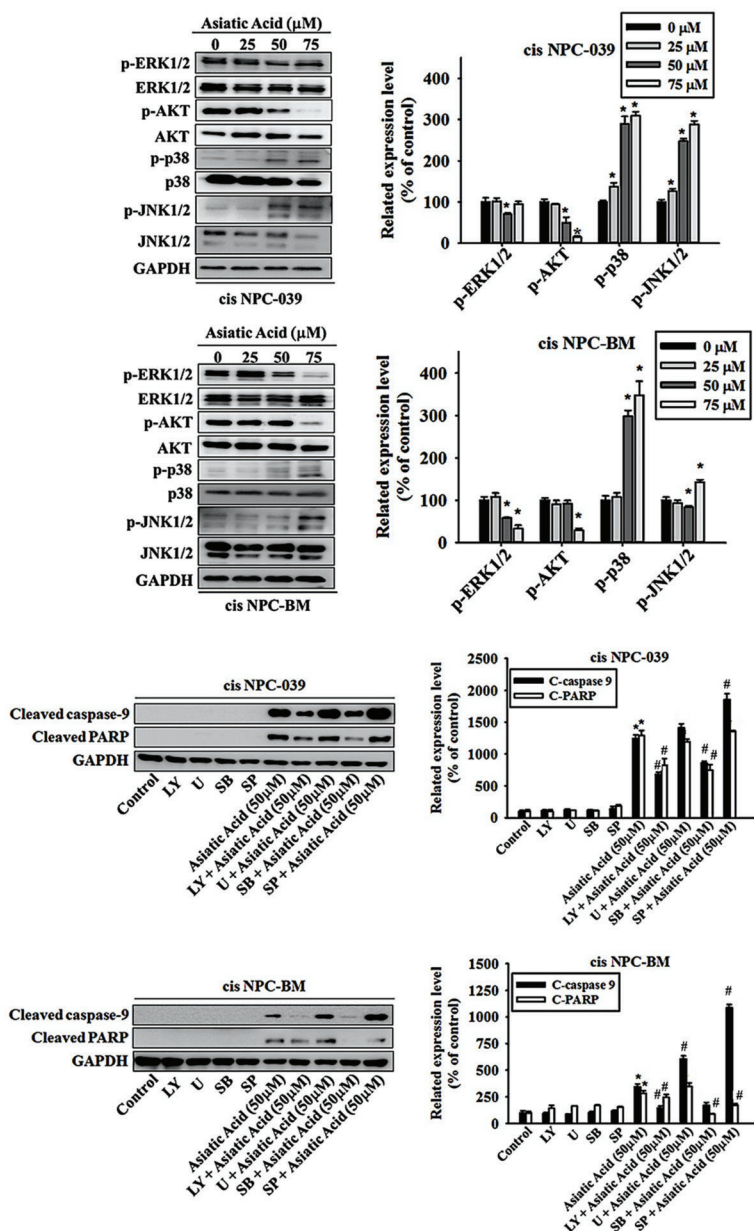 Asiatic Acid (µM)
0 25 50 75
p-ERK1/2
ERK1/2
p-AKT
AKT
p-p38
p38
p-JNK1/2
JNK1/2
GAPDH
cis NPC-039
cis NPC-039
0 µM
25 µM
50 µM
75 µM
Related expression level
(% of control)
400
300
200
100
0
p-ERK1/2
p-AKT
p-p38
p-JNK1/2
* * * * * * * * *
Asiatic Acid (µM)
0 25 50 75
p-ERK1/2
ERK1/2
p-AKT
AKT
p-p38
p38
p-JNK1/2
JNK1/2
GAPDH
cis NPC-BM
cis NPC-BM
0 µM
25 µM
50 µM
75 µM
Related expression level
(% of control)
400
300
200
100
0
p-ERK1/2
p-AKT
p-p38
p-JNK1/2
* * * * * * *
cis NPC-039
Cleaved caspase-9
Cleaved PARP
GAPDH
Control
LY
U
SB
SP
Asiatic Acid (50µM)
LY + Asiatic Acid (50µM)
U + Asiatic Acid (50µM)
SB + Asiatic Acid (50µM)
SP + Asiatic Acid (50µM)
cis NPC-039
C-caspase 9
C-PARP
Related expression level
(% of control)
2500
2000
1500
1000
500
0
* * # # # # #
Control
LY
U
SB
SP
Asiatic Acid (50µM)
LY + Asiatic Acid (50µM)
U + Asiatic Acid (50µM)
SB + Asiatic Acid (50µM)
SP + Asiatic Acid (50µM)
cis NPC-BM
Cleaved caspase-9
Cleaved PARP
GAPDH
Control
LY
U
SB
SP
Asiatic Acid (50µM)
LY + Asiatic Acid (50µM)
U + Asiatic Acid (50µM)
SB + Asiatic Acid (50µM)
SP + Asiatic Acid (50µM)
cis NPC-BM
C-caspase 9
C-PARP
Related expression level
(% of control)
1500
1250
1000
750
500
250
0
* * # # # # # #
Control
LY
U
SB
SP
Asiatic Acid (50µM)
LY + Asiatic Acid (50µM)
U + Asiatic Acid (50µM)
SB + Asiatic Acid (50µM)
SP + Asiatic Acid (50µM)